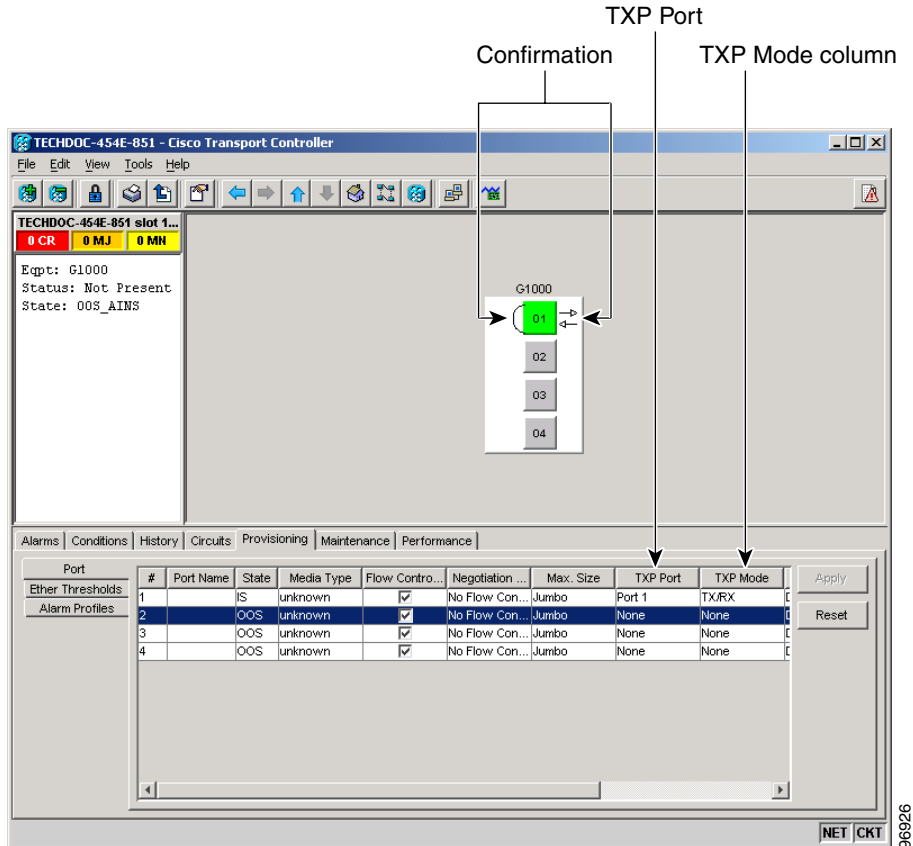 TXP Port
Confirmation
TXP Mode column
TECHDOC-454E-851 - Cisco Transport Controller
File Edit View Tools Help
TECHDOC-454E-851 slot 1...
0 CR 0 MJ 0 MN
Eqpt: G1000
Status: Not Present
State: OOS_AINS
G1000
01
02
03
04
Alarms Conditions History Circuits Provisioning Maintenance Performance
Port
Ether Thresholds
Alarm Profiles
# Port Name State Media Type Flow Contro... Negotiation ... Max. Size TXP Port TXP Mode
1 IS unknown No Flow Con... Jumbo Port 1 TX/RX
2 OOS unknown No Flow Con... Jumbo None None
3 OOS unknown No Flow Con... Jumbo None None
4 OOS unknown No Flow Con... Jumbo None None
Apply
Reset
NET CKT
96926